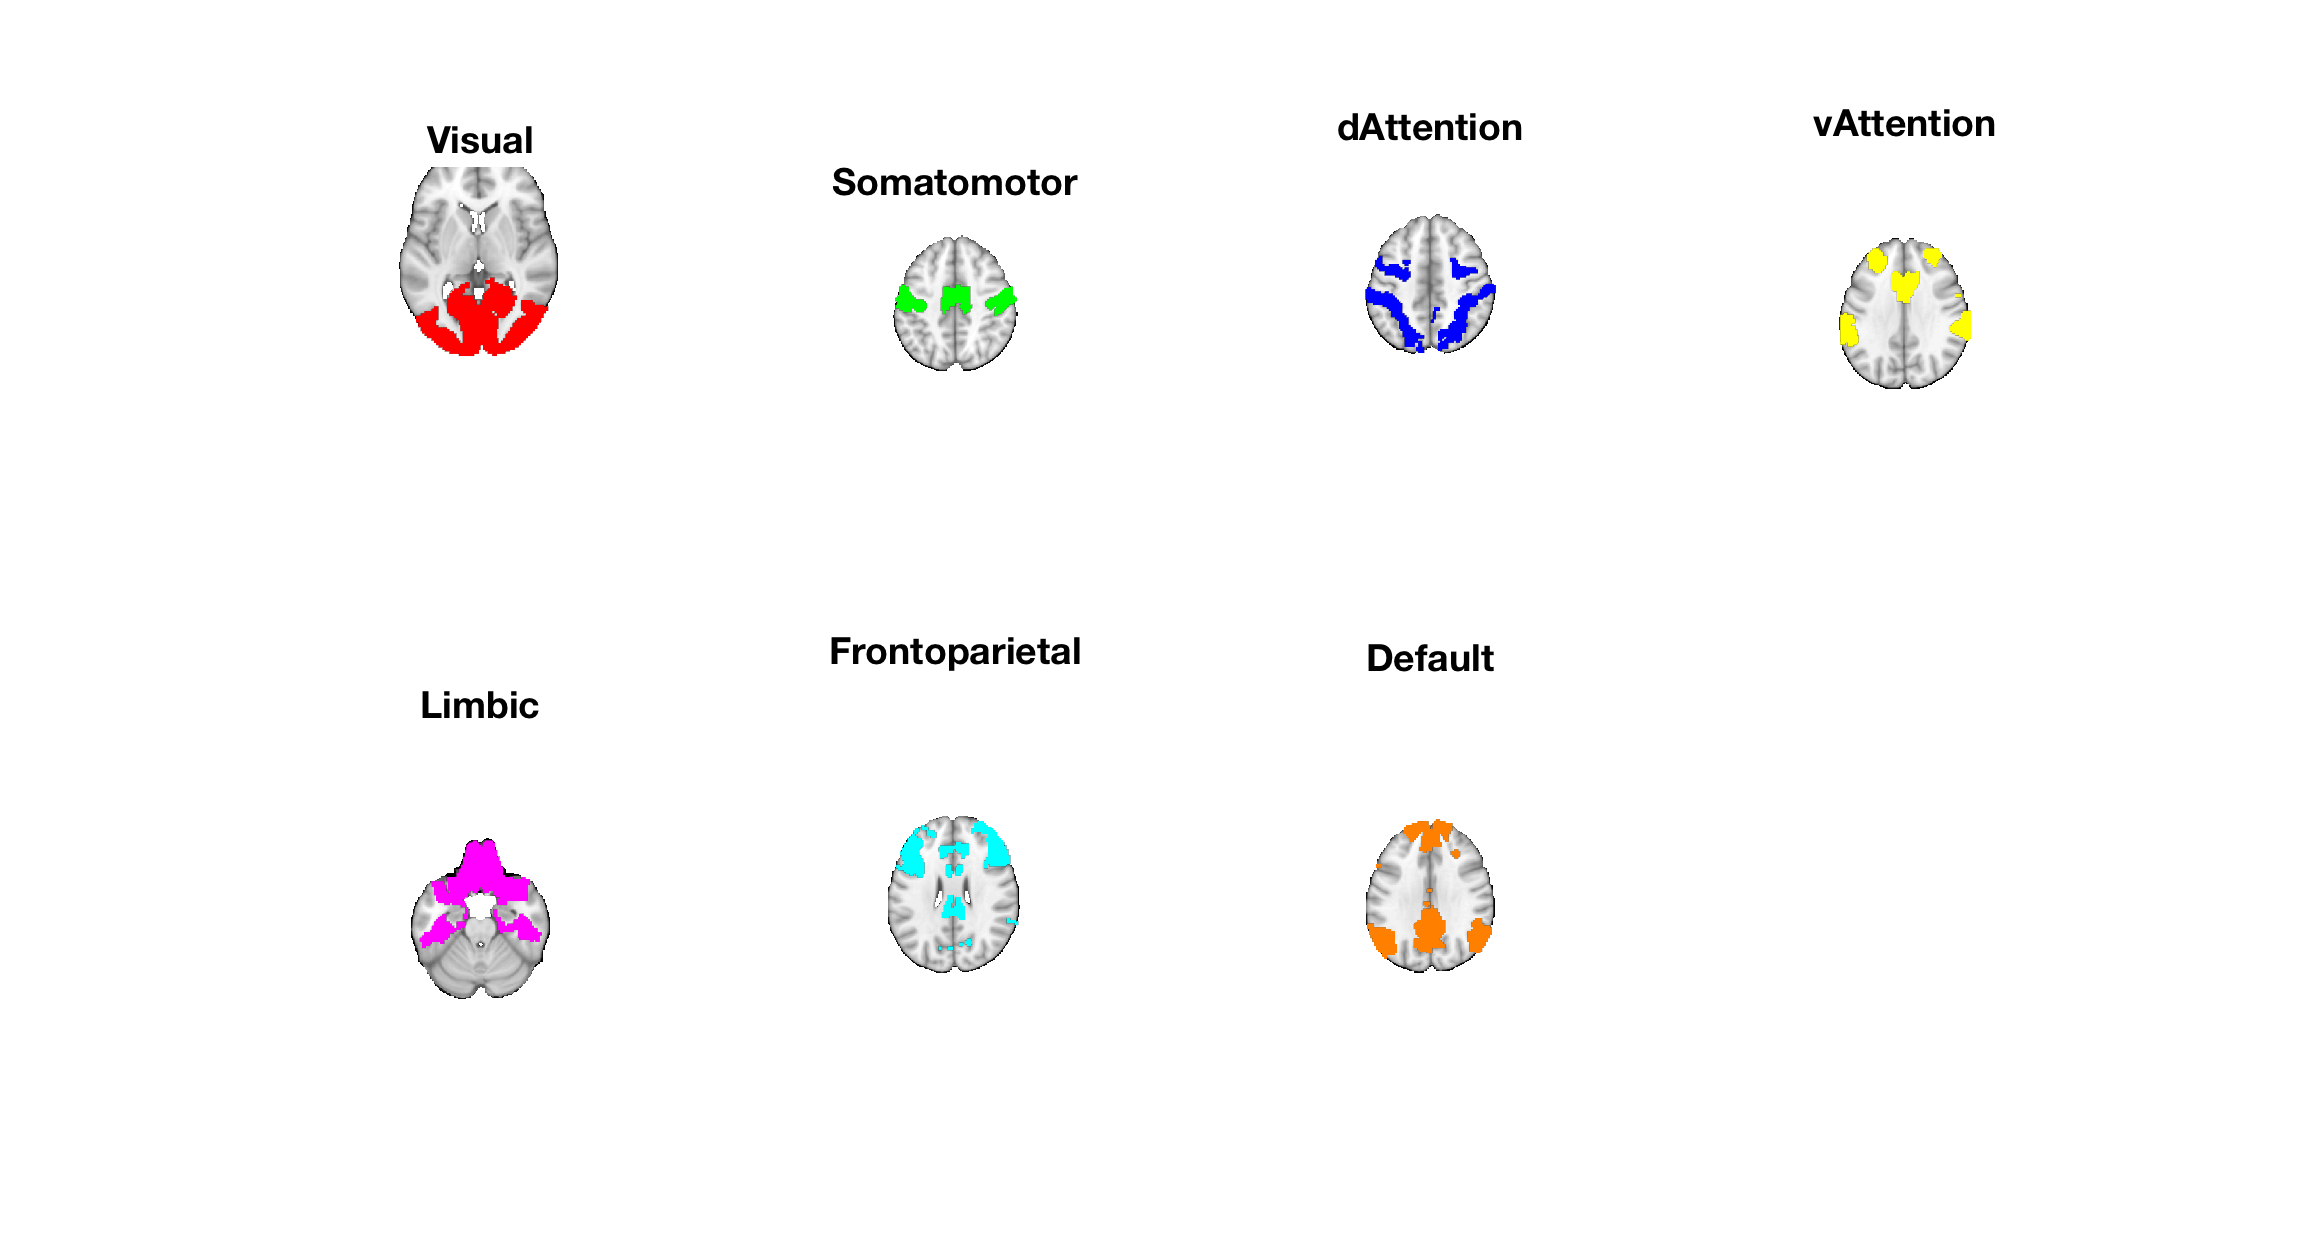 Visual
Somatomotor
dAttention
vAttention
Limbic
Frontoparietal
Default